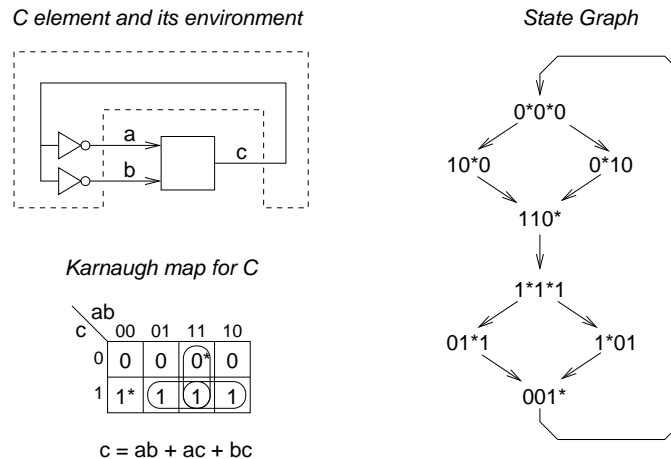 C element and its environment
a
b
c
Karnaugh map for C
ab
c 00 01 11 10
0 0 0 0* 0
1 1* 1 1 1
c = ab + ac + bc
State Graph
0*0*0
10*0 0*10
110*
1*1*1
01*1 1*01
001*